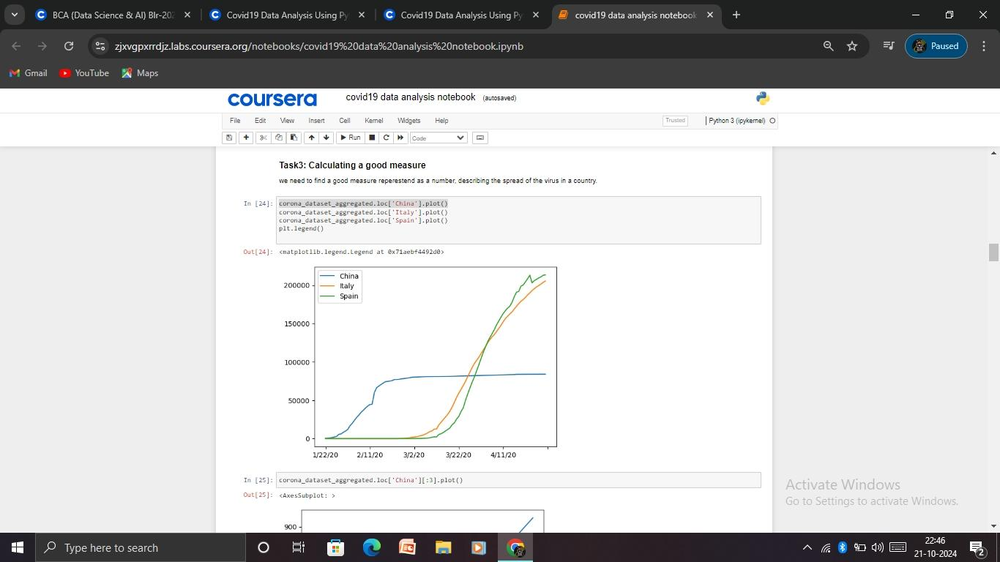 BCA (Data Science & AI) Blr-202
Covid19 Data Analysis Using Py
Covid19 Data Analysis Using Py
covid19 data analysis notebook
zjxvgpxrrdjz.labs.coursera.org/notebooks/covid19%20data%20analysis%20notebook.ipynb
Paused
Gmail
YouTube
Maps
coursera
covid19 data analysis notebook (autosaved)
File Edit View Insert Cell Kernel Widgets Help
Trusted
Python 3 (ipykernel)
Run
Code
Task3: Calculating a good measure
we need to find a good measure reperestend as a number, describing the spread of the virus in a country.
In [24]:
corona_dataset_aggregated.loc['China'].plot()
corona_dataset_aggregated.loc['Italy'].plot()
corona_dataset_aggregated.loc['Spain'].plot()
plt.legend()
Out[24]: <matplotlib.legend.Legend at 0x71aebf4492d0>
China
Italy
Spain
200000
150000
100000
50000
0
1/22/20 2/11/20 3/2/20 3/22/20 4/11/20
In [25]: corona_dataset_aggregated.loc['China'][:3].plot()
Out[25]: <AxesSubplot: >
900
Activate Windows
Go to Settings to activate Windows.
Type here to search
22:46
21-10-2024
2